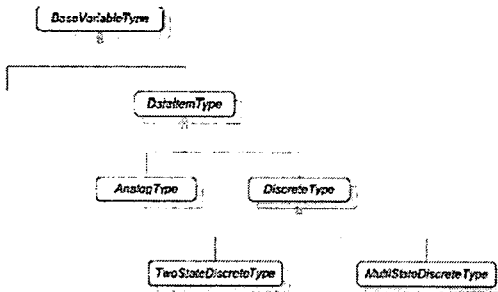 BaseVariableType
DataItemType
AnalogType
DiscreteType
TwoStateDiscreteType
MultiStateDiscreteType